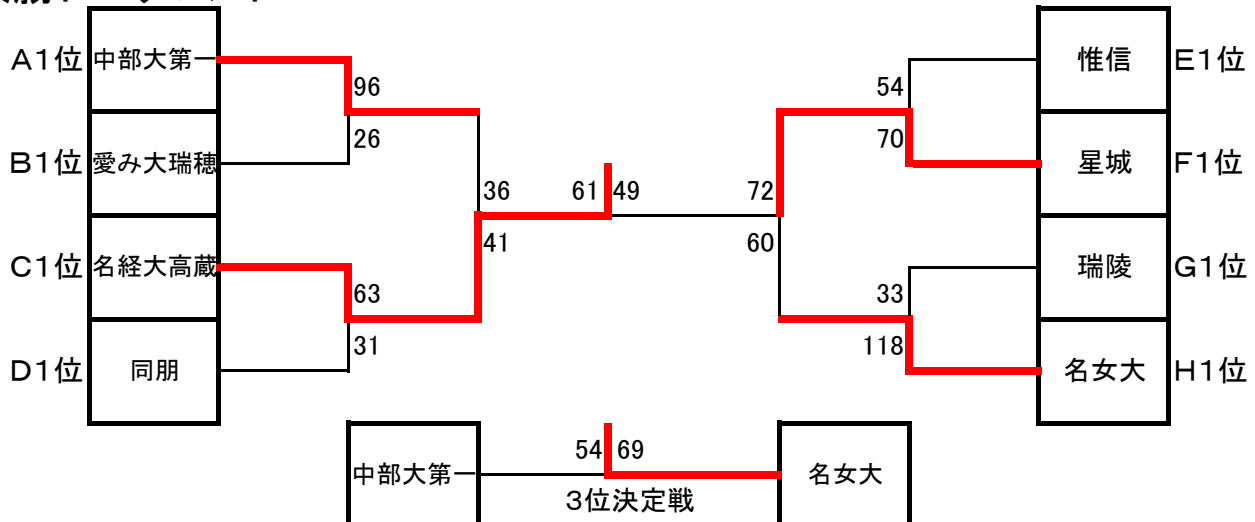 A1位 中部大第一
96
26
B1位 愛み大瑞穂
36
41
C1位 名経大高蔵
63
31
D1位 同朋
61 49
惟信 E1位
54
70
星城 F1位
72
60
瑞陵 G1位
33
118
名女大 H1位
中部大第一 54 69 名女大
3位決定戦